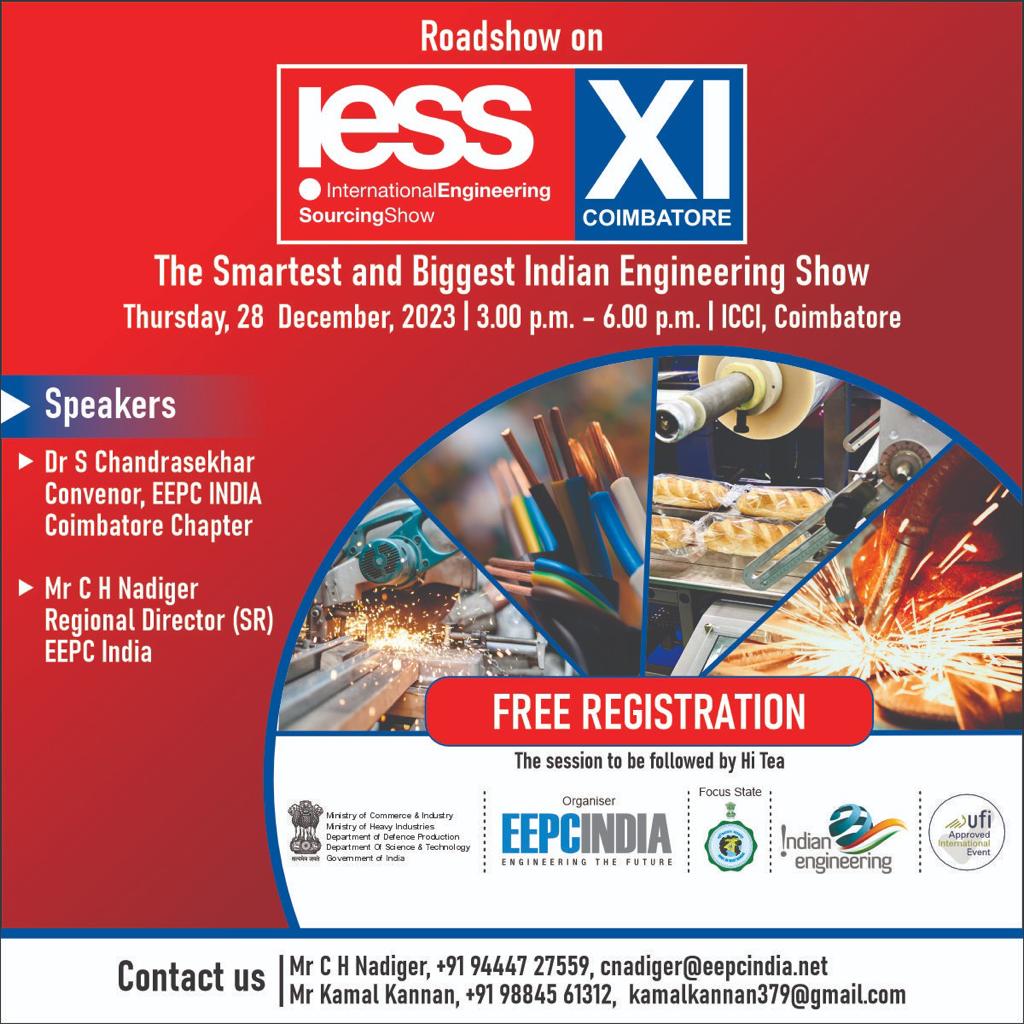 Roadshow on
iess
InternationalEngineering
SourcingShow
XI
COIMBATORE
The Smartest and Biggest Indian Engineering Show
Thursday, 28 December, 2023 | 3.00 p.m. – 6.00 p.m. | ICCI, Coimbatore
Speakers
Dr S Chandrasekhar
Convenor, EEPC INDIA
Coimbatore Chapter
Mr C H Nadiger
Regional Director (SR)
EEPC India
FREE REGISTRATION
The session to be followed by Hi Tea
सत्यमेव जयते
Ministry of Commerce & Industry
Ministry of Heavy Industries
Department of Defence Production
Department Of Science & Technology
Government of India
Organiser
EEPCINDIA
ENGINEERING THE FUTURE
Focus State
Indian
engineering
ufi
Approved
International
Event
Contact us
Mr C H Nadiger, +91 94447 27559, cnadiger@eepcindia.net
Mr Kamal Kannan, +91 98845 61312, kamalkannan379@gmail.com